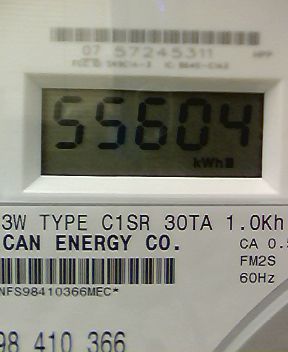 07 57245311
55604
kWh
3W TYPE C1SR 30TA 1.0Kh
CAN ENERGY CO.
CA 0.5
FM2S
60Hz
NFS98410366MEC*
98 410 366